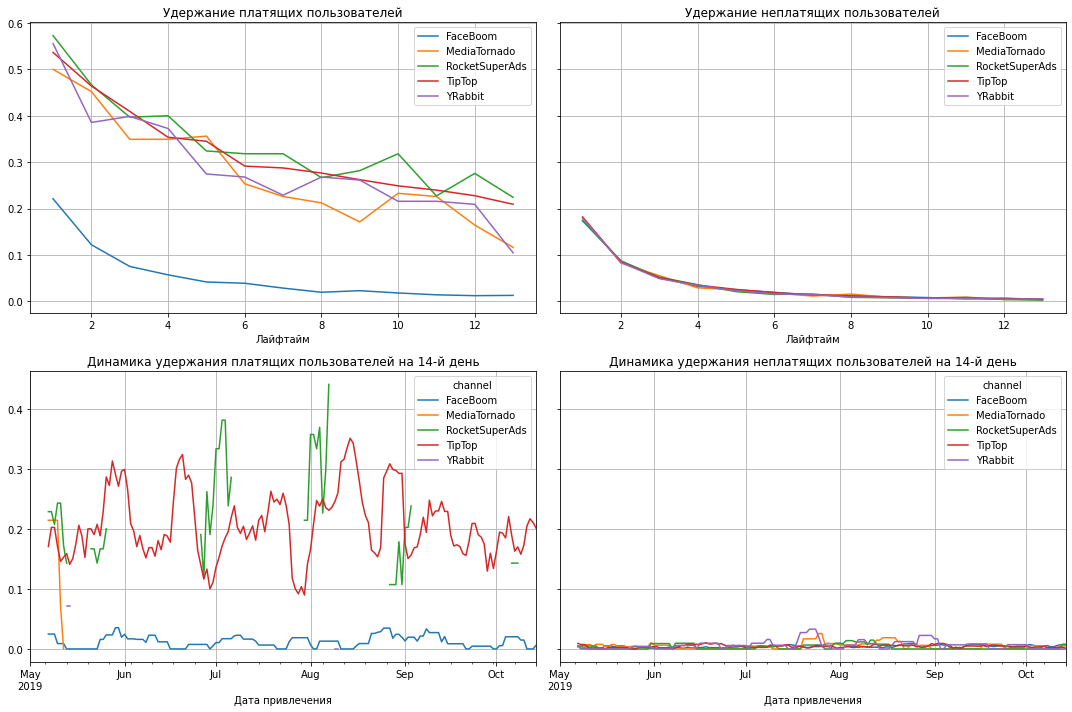 Удержание платящих пользователей
0.6
0.5
0.4
0.3
0.2
0.1
0.0
2 4 6 8 10 12
Лайфтайм
FaceBoom
MediaTornado
RocketSuperAds
TipTop
YRabbit
Удержание неплатящих пользователей
FaceBoom
MediaTornado
RocketSuperAds
TipTop
YRabbit
2 4 6 8 10 12
Лайфтайм
Динамика удержания платящих пользователей на 14-й день
channel
FaceBoom
MediaTornado
RocketSuperAds
TipTop
YRabbit
0.4
0.3
0.2
0.1
0.0
May Jun Jul Aug Sep Oct
2019
Дата привлечения
Динамика удержания неплатящих пользователей на 14-й день
channel
FaceBoom
MediaTornado
RocketSuperAds
TipTop
YRabbit
May Jun Jul Aug Sep Oct
2019
Дата привлечения